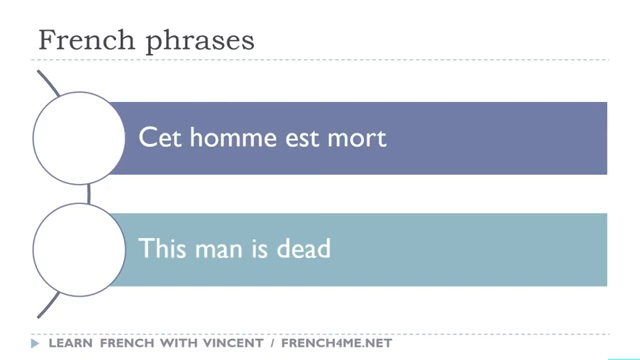 French phrases
Cet homme est mort
This man is dead
LEARN FRENCH WITH VINCENT / FRENCH4ME.NET